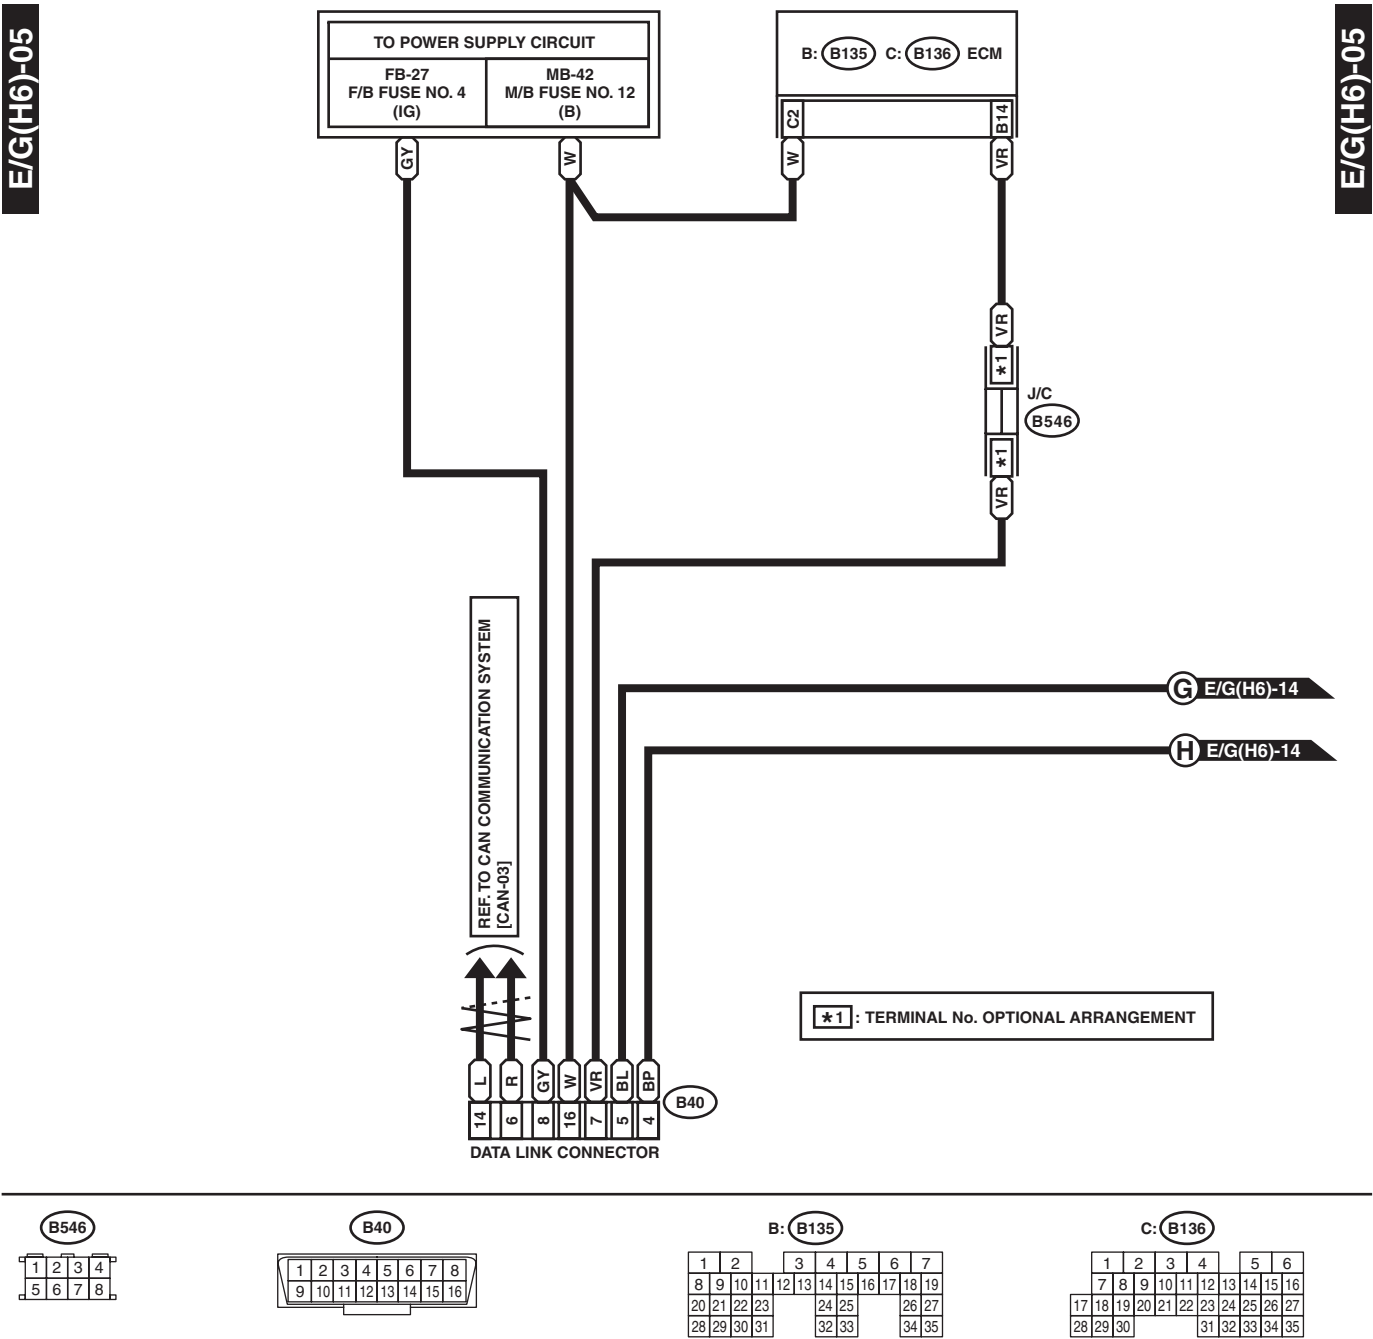 E/G(H6)-05
E/G(H6)-05
TO POWER SUPPLY CIRCUIT
FB-27
F/B FUSE NO. 4
(IG)
MB-42
M/B FUSE NO. 12
(B)
B: B135 C: B136 ECM
C2
B14
GY
W
W
VR
VR
*1
J/C
B546
*1
VR
REF. TO CAN COMMUNICATION SYSTEM
[CAN-03]
G E/G(H6)-14
H E/G(H6)-14
*1 : TERMINAL No. OPTIONAL ARRANGEMENT
L R GY W VR BL BP
B40
14 6 8 16 7 5 4
DATA LINK CONNECTOR
B546
1 2 3 4
5 6 7 8
B40
1 2 3 4 5 6 7 8
9 10 11 12 13 14 15 16
B: B135
1 2 3 4 5 6 7
8 9 10 11 12 13 14 15 16 17 18 19
20 21 22 23 24 25 26 27
28 29 30 31 32 33 34 35
C: B136
1 2 3 4 5 6
7 8 9 10 11 12 13 14 15 16
17 18 19 20 21 22 23 24 25 26 27
28 29 30 31 32 33 34 35